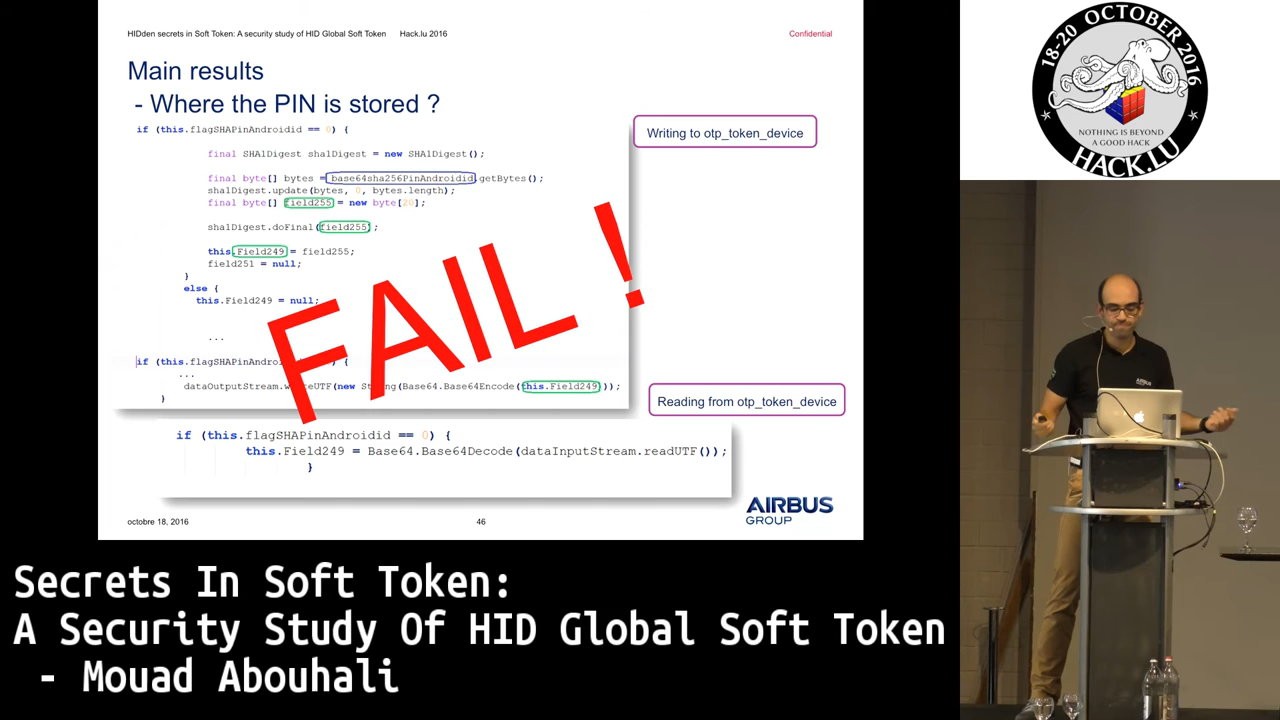 HIDden secrets in Soft Token: A security study of HID Global Soft Token Hack.lu 2016
Confidential
Main results
- Where the PIN is stored ?
if (this.flagSHAPinAndroidid == 0) {
final SHA1Digest sha1Digest = new SHA1Digest();
final byte[] bytes = base64sha256PinAndroidid.getBytes();
sha1Digest.update(bytes, 0, bytes.length);
final byte[] field255 = new byte[20];
sha1Digest.doFinal(field255;
this.Field249 = field255;
field251 = null;
}
else {
this.Field249 = null;
...
if (this.flagSHAPinAndro {
...
dataOutputStream. UTF(new String(Base64.Base64Encode(this.Field249)));
}
FAIL !
Writing to otp_token_device
Reading from otp_token_device
if (this.flagSHAPinAndroidid == 0) {
this.Field249 = Base64.Base64Decode(dataInputStream.readUTF());
}
AIRBUS
GROUP
octobre 18, 2016
46
18-20 OCTOBER 2016
NOTHING IS BEYOND
A GOOD HACK
HACK.LU
Secrets In Soft Token:
A Security Study Of HID Global Soft Token
- Mouad Abouhali